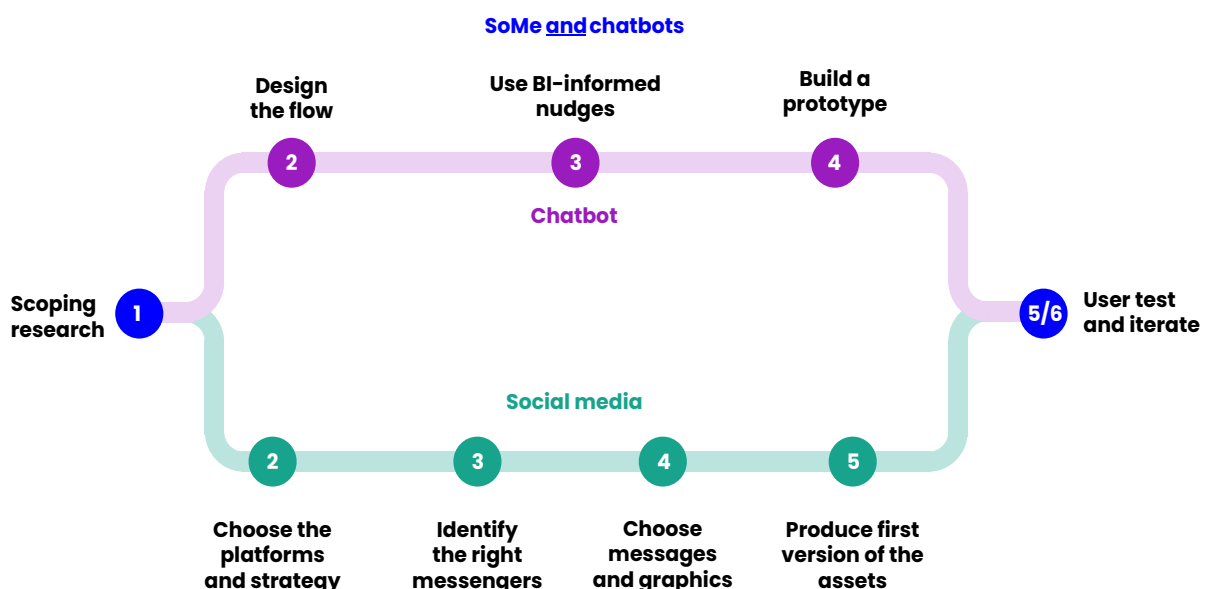 SoMe and chatbots
Design
the flow
Use BI-informed
nudges
Build a
prototype
2
3
4
Chatbot
Scoping
research
1
5/6
User test
and iterate
Social media
2
3
4
5
Choose the
platforms
and strategy
Identify
the right
messengers
Choose
messages
and graphics
Produce first
version of the
assets